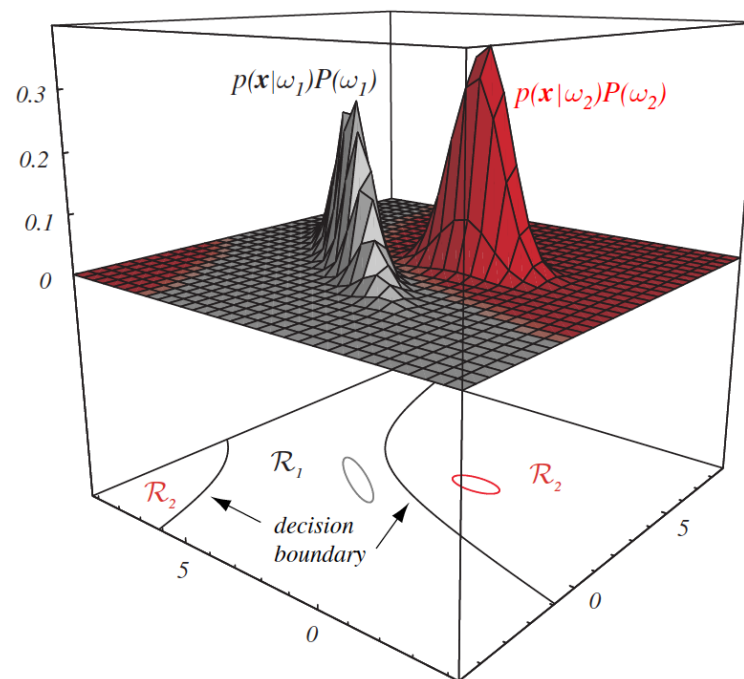 p(x|ω₁)P(ω₁)
p(x|ω₂)P(ω₂)
0.3
0.2
0.1
0
R₁
R₂
R₂
decision
boundary
5
0
5
0